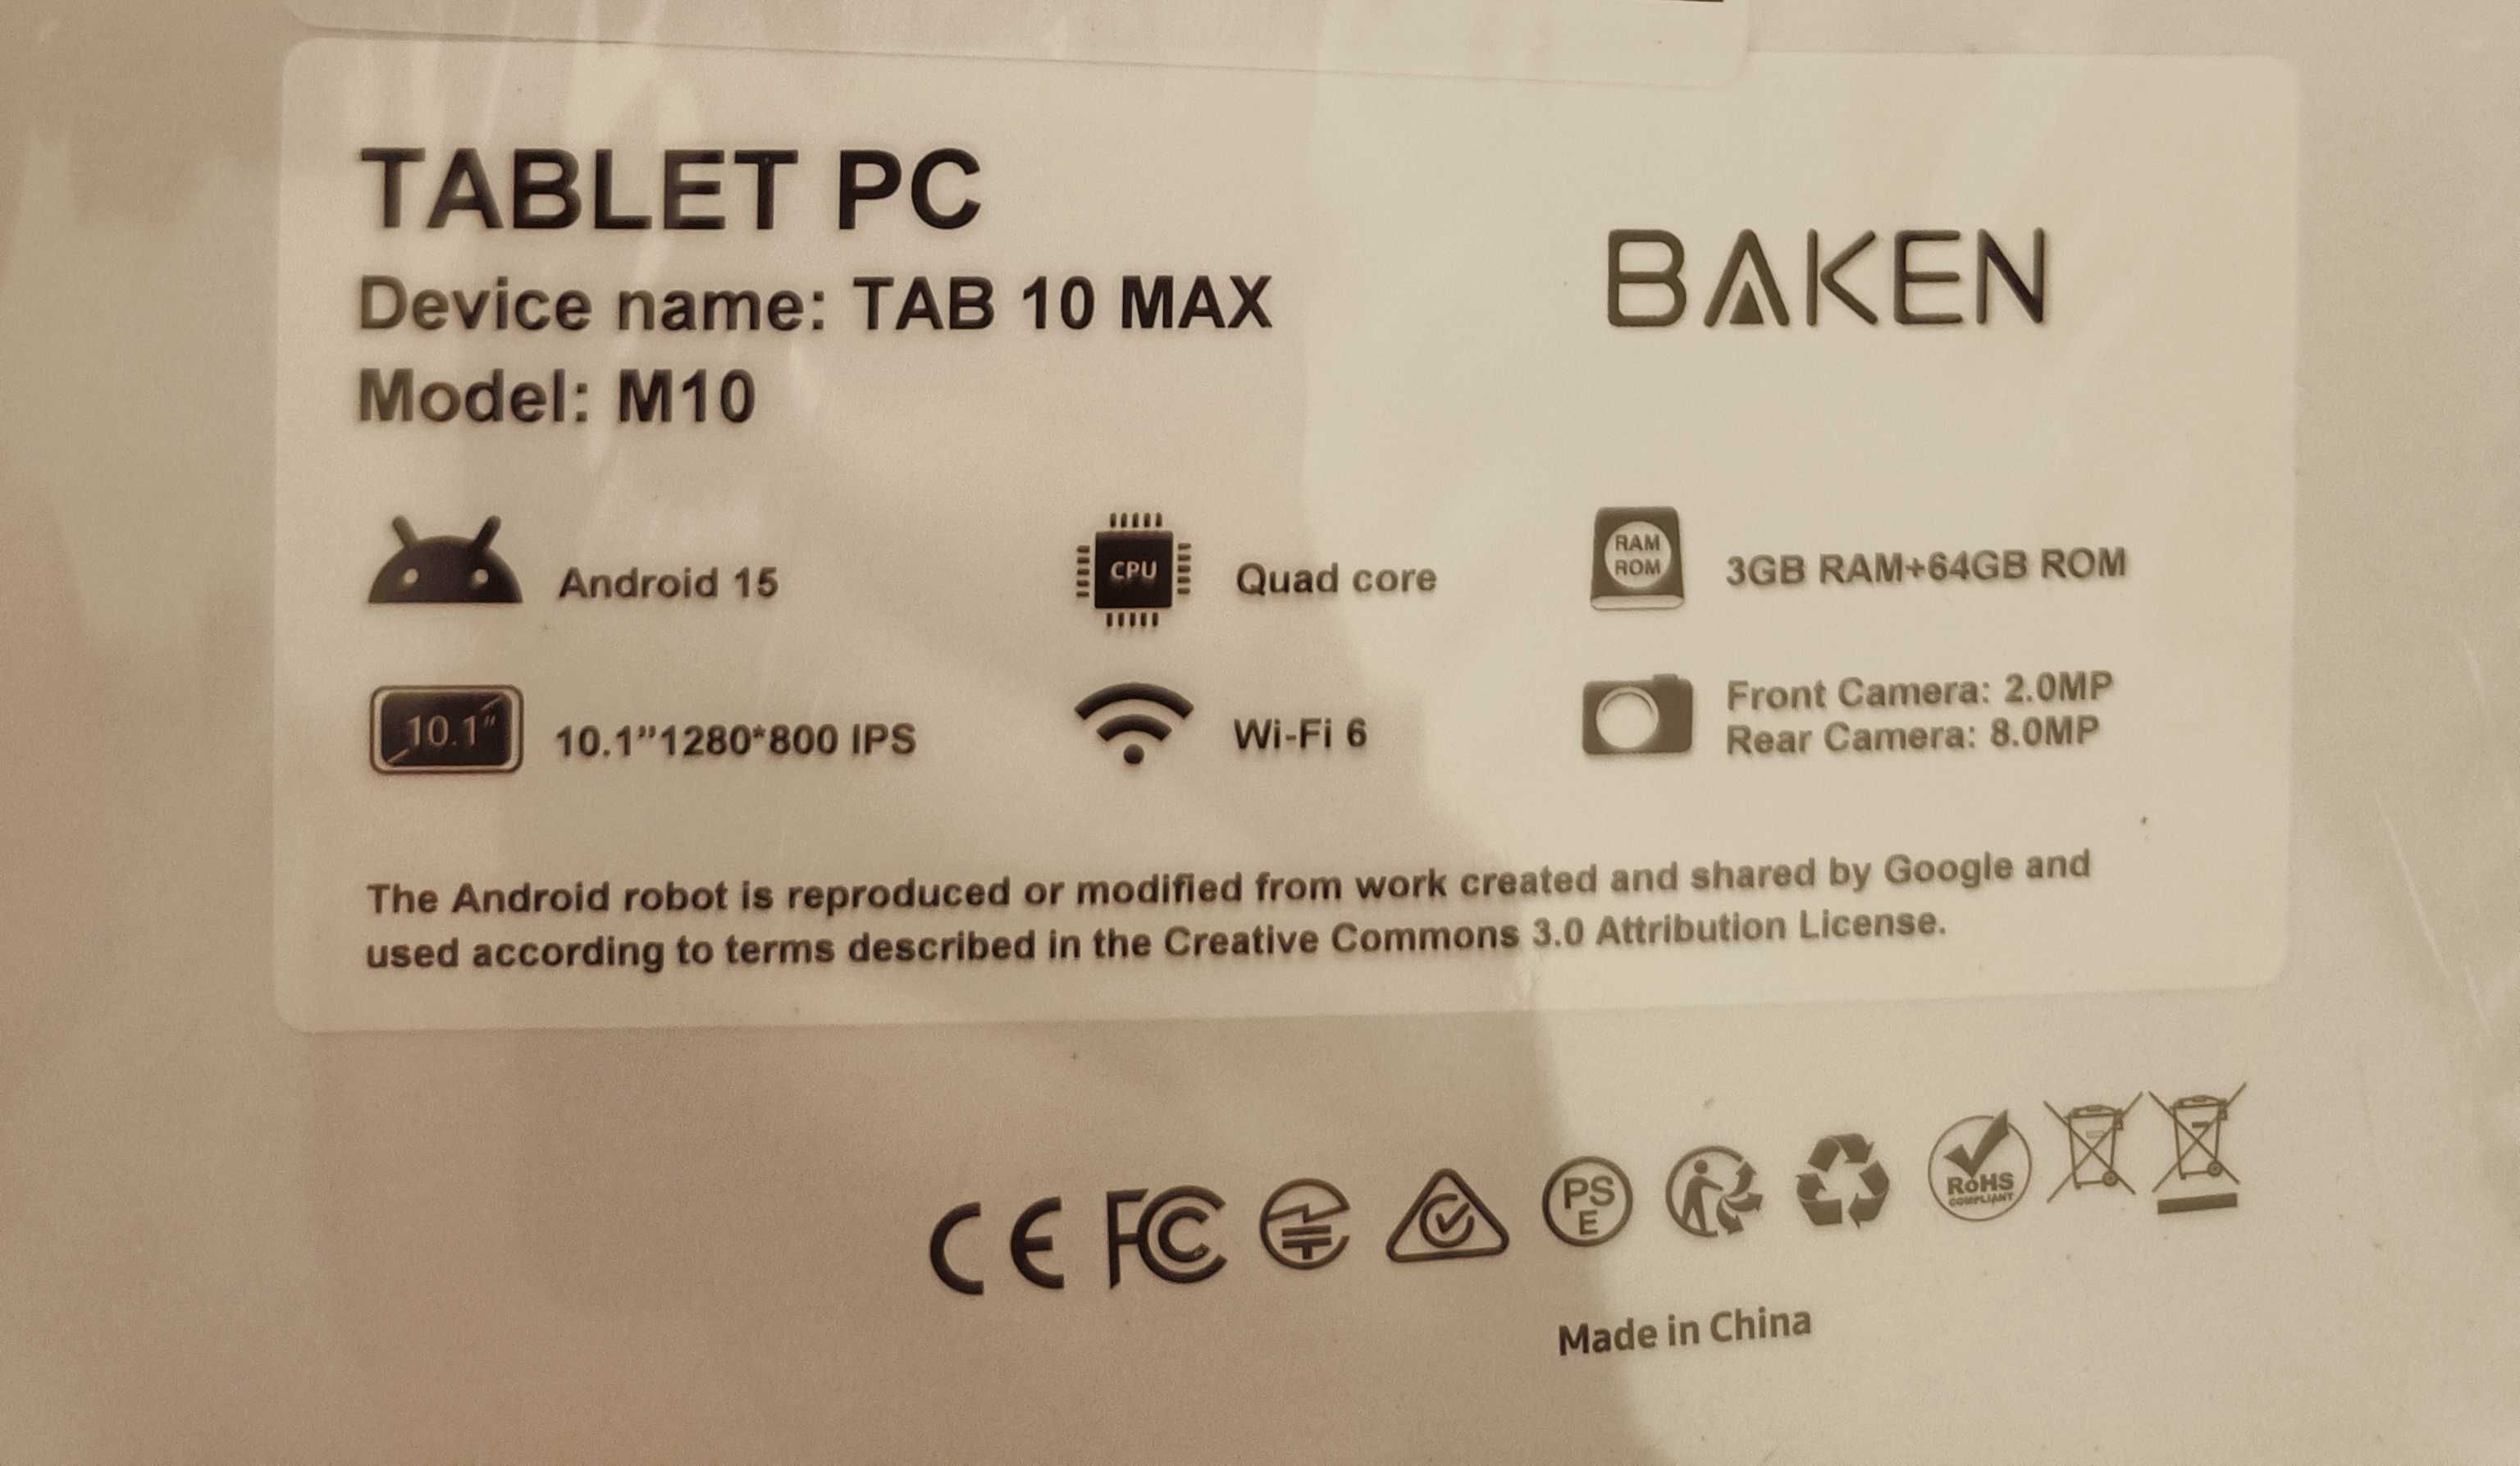 TABLET PC
Device name: TAB 10 MAX
Model: M10
BAKEN
Android 15
CPU
Quad core
RAM
ROM
3GB RAM+64GB ROM
10.1"
10.1”1280*800 IPS
Wi-Fi 6
Front Camera: 2.0MP
Rear Camera: 8.0MP
The Android robot is reproduced or modified from work created and shared by Google and
used according to terms described in the Creative Commons 3.0 Attribution License.
CE FC
PS
E
RoHS
COMPLIANT
Made in China